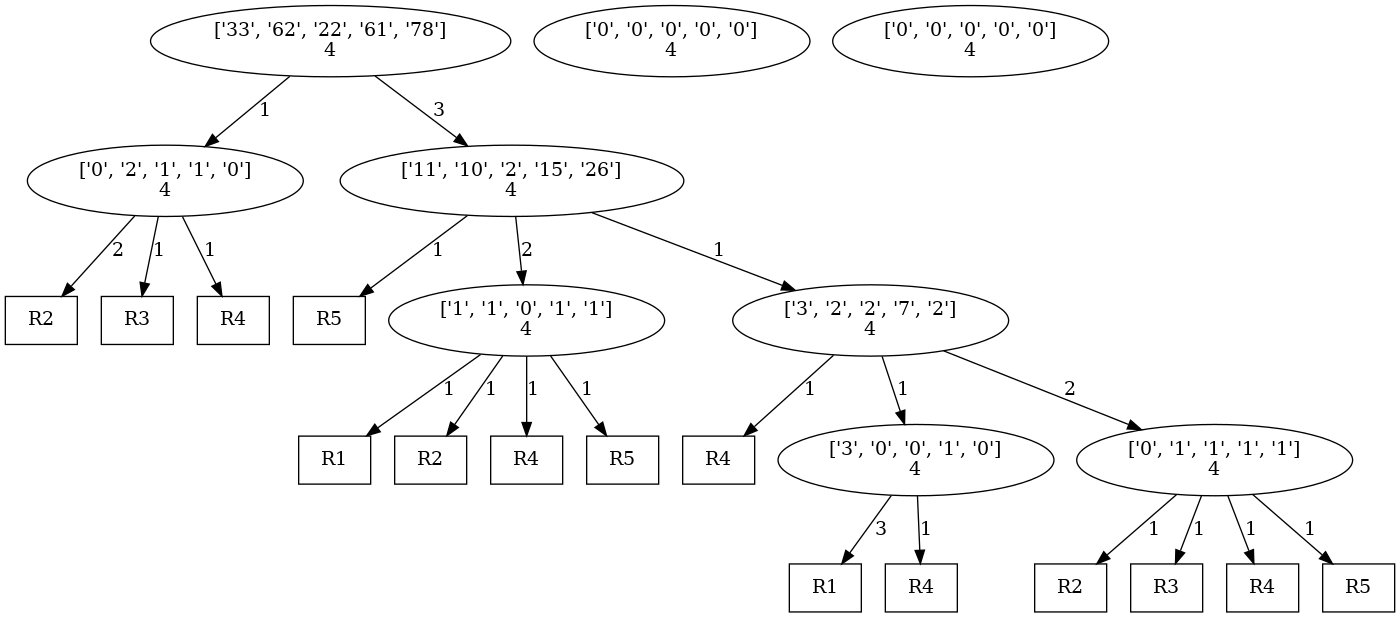 ['33', '62', '22', '61', '78']
4
['0', '0', '0', '0', '0']
4
['0', '0', '0', '0', '0']
4
1
3
['0', '2', '1', '1', '0']
4
['11', '10', '2', '15', '26']
4
2
1
1
1
2
1
R2
R3
R4
R5
['1', '1', '0', '1', '1']
4
['3', '2', '2', '7', '2']
4
1
1
1
1
1
1
2
R1
R2
R4
R5
R4
['3', '0', '0', '1', '0']
4
['0', '1', '1', '1', '1']
4
3
1
1
1
1
1
R1
R4
R2
R3
R4
R5